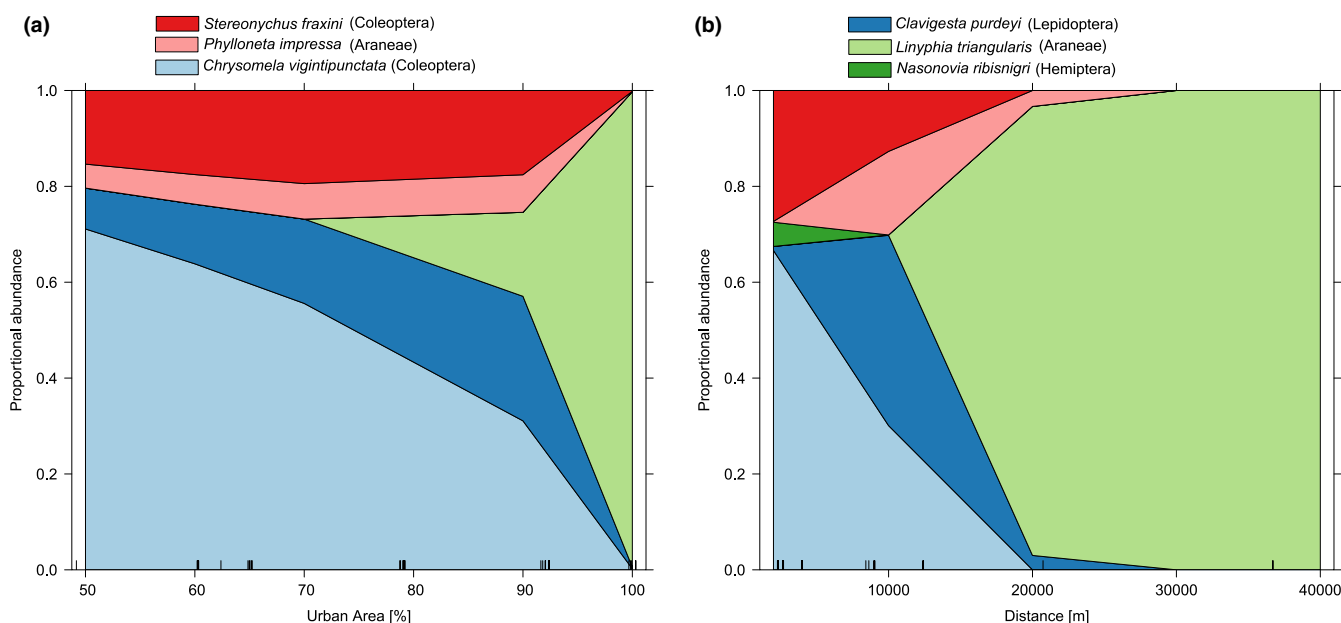 (a)
Stereonychus fraxini (Coleoptera)
Phylloneta impressa (Araneae)
Chrysomela vigintipunctata (Coleoptera)
1.0
0.8
0.6
0.4
0.2
0.0
Proportional abundance
50 60 70 80 90 100
Urban Area [%]
(b)
Clavigesta purdeyi (Lepidoptera)
Linyphia triangularis (Araneae)
Nasonovia ribisnigri (Hemiptera)
1.0
0.8
0.6
0.4
0.2
0.0
Proportional abundance
10000 20000 30000 40000
Distance [m]